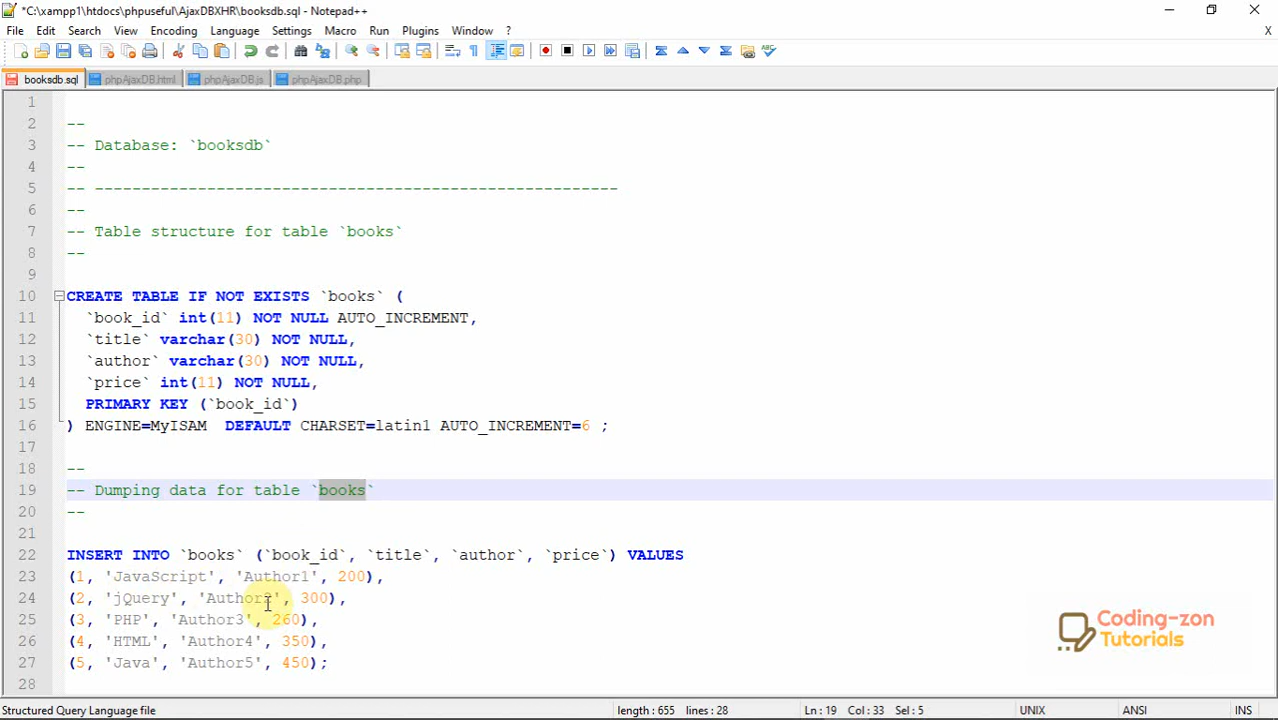 *C:\xampp1\htdocs\phpuseful\AjaxDBXHR\booksdb.sql - Notepad++
File Edit Search View Encoding Language Settings Macro Run Plugins Window ? X
booksdb.sql phpAjaxDB.html phpAjaxDB.js phpAjaxDB.php
1
2 --
3 -- Database: `booksdb`
4 --
5 -- --------------------------------------------------------
6 --
7 -- Table structure for table `books`
8 --
9
10 CREATE TABLE IF NOT EXISTS `books` (
11 `book_id` int(11) NOT NULL AUTO_INCREMENT,
12 `title` varchar(30) NOT NULL,
13 `author` varchar(30) NOT NULL,
14 `price` int(11) NOT NULL,
15 PRIMARY KEY (`book_id`)
16 ) ENGINE=MyISAM  DEFAULT CHARSET=latin1 AUTO_INCREMENT=6 ;
17
18 --
19 -- Dumping data for table `books`
20 --
21
22 INSERT INTO `books` (`book_id`, `title`, `author`, `price`) VALUES
23 (1, 'JavaScript', 'Author1', 200),
24 (2, 'jQuery', 'Author2', 300),
25 (3, 'PHP', 'Author3', 260),
26 (4, 'HTML', 'Author4', 350),
27 (5, 'Java', 'Author5', 450);
28
Coding-zon
Tutorials
Structured Query Language file length : 655 lines : 28 Ln : 19 Col : 33 Sel : 5 UNIX ANSI INS